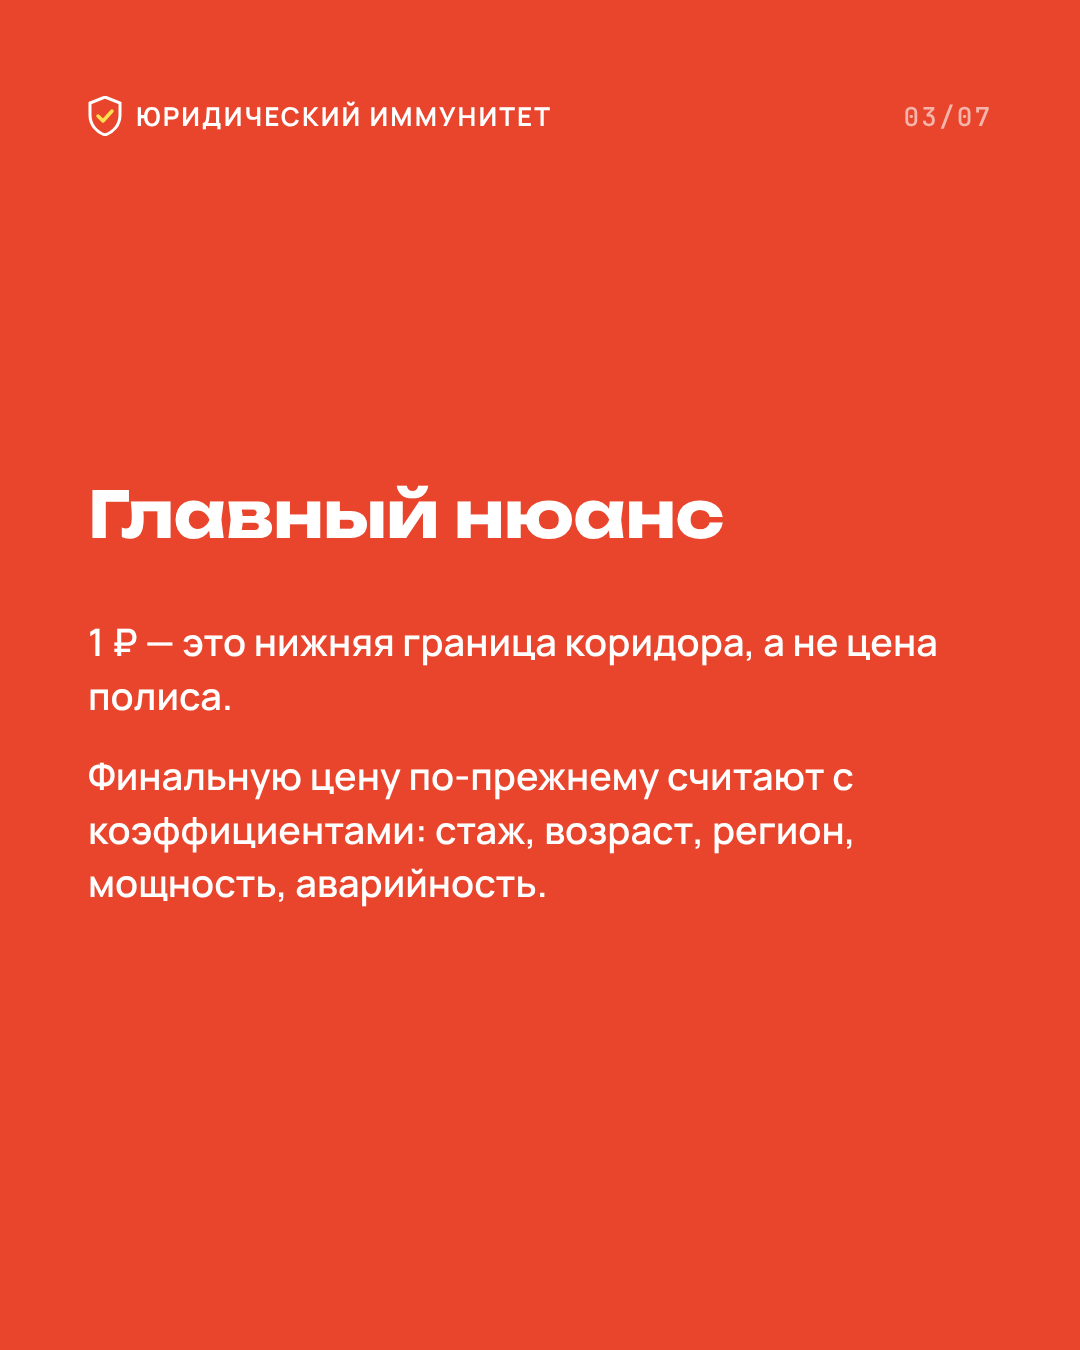 ЮРИДИЧЕСКИЙ ИММУНИТЕТ
03/07
Главный нюанс
1 ₽ — это нижняя граница коридора, а не цена
полиса.
Финальную цену по-прежнему считают с
коэффициентами: стаж, возраст, регион,
мощность, аварийность.